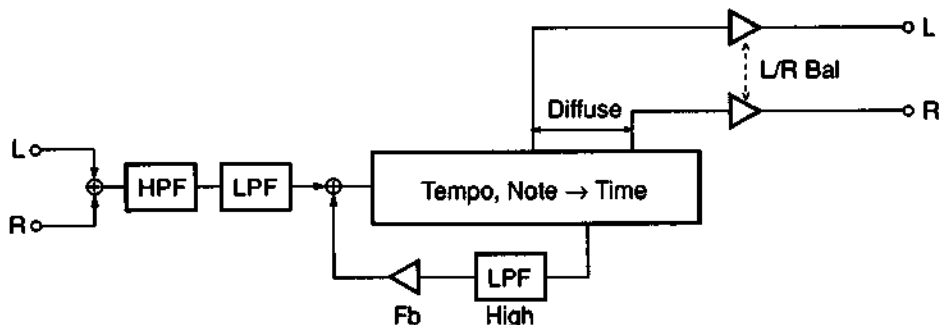 L
L/R Bal
R
Diffuse
L
HPF
LPF
Tempo, Note → Time
R
LPF
Fb
High